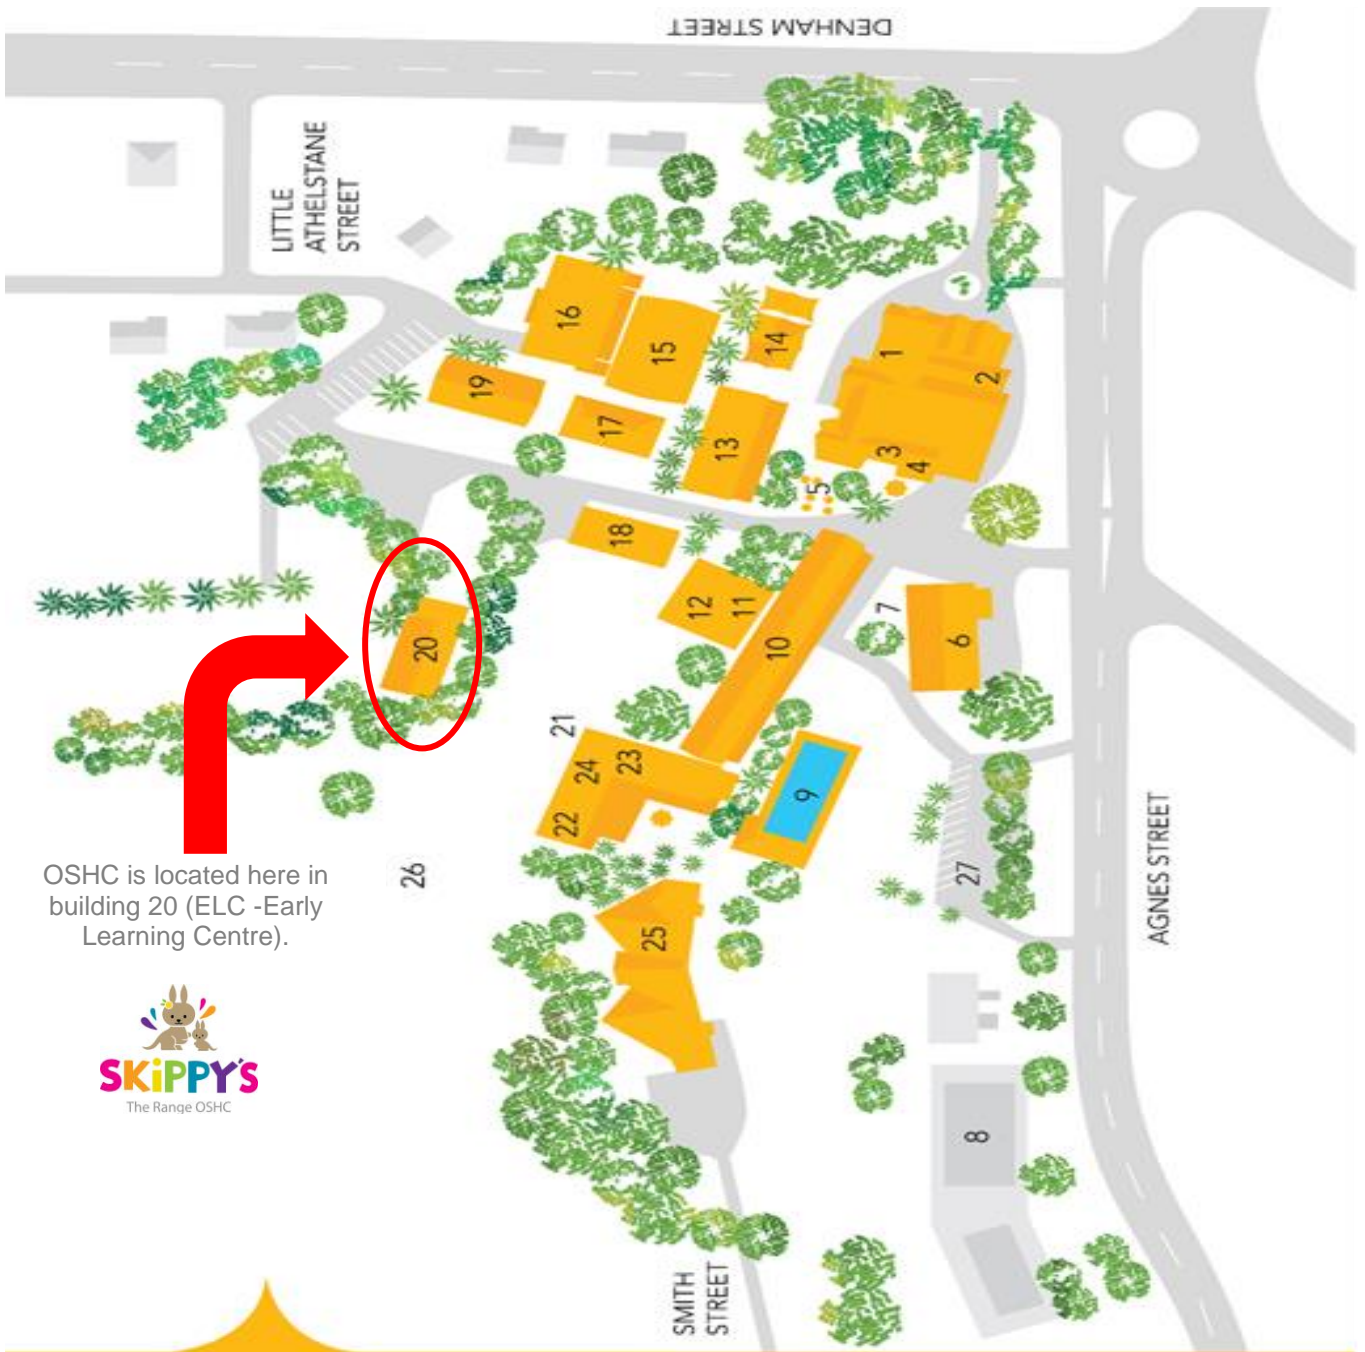 DENHAM STREET
LITTLE
ATHELSTANE
STREET
16
15
14
1
2
19
17
13
3
4
5
18
12
11
10
7
6
20
21
24
23
22
9
26
27
25
8
AGNES STREET
SMITH
STREET
OSHC is located here in
building 20 (ELC -Early
Learning Centre).
SKiPPY'S
The Range OSHC